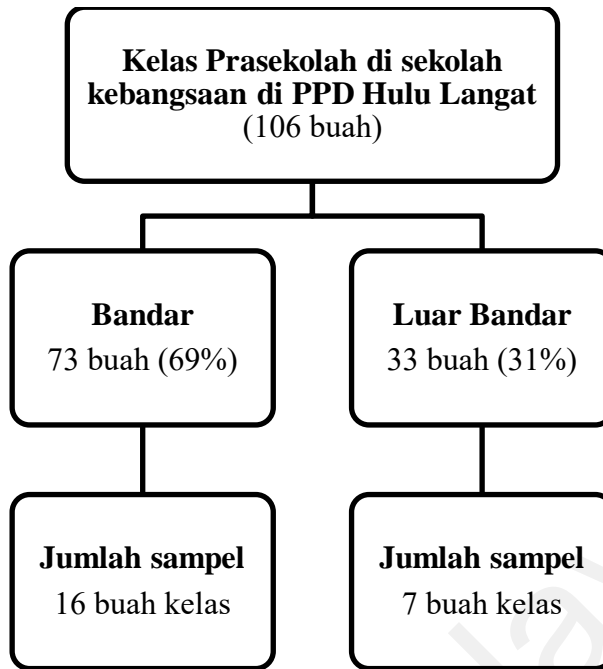 Kelas Prasekolah di sekolah
kebangsaan di PPD Hulu Langat
(106 buah)
Bandar
73 buah (69%)
Luar Bandar
33 buah (31%)
Jumlah sampel
16 buah kelas
Jumlah sampel
7 buah kelas